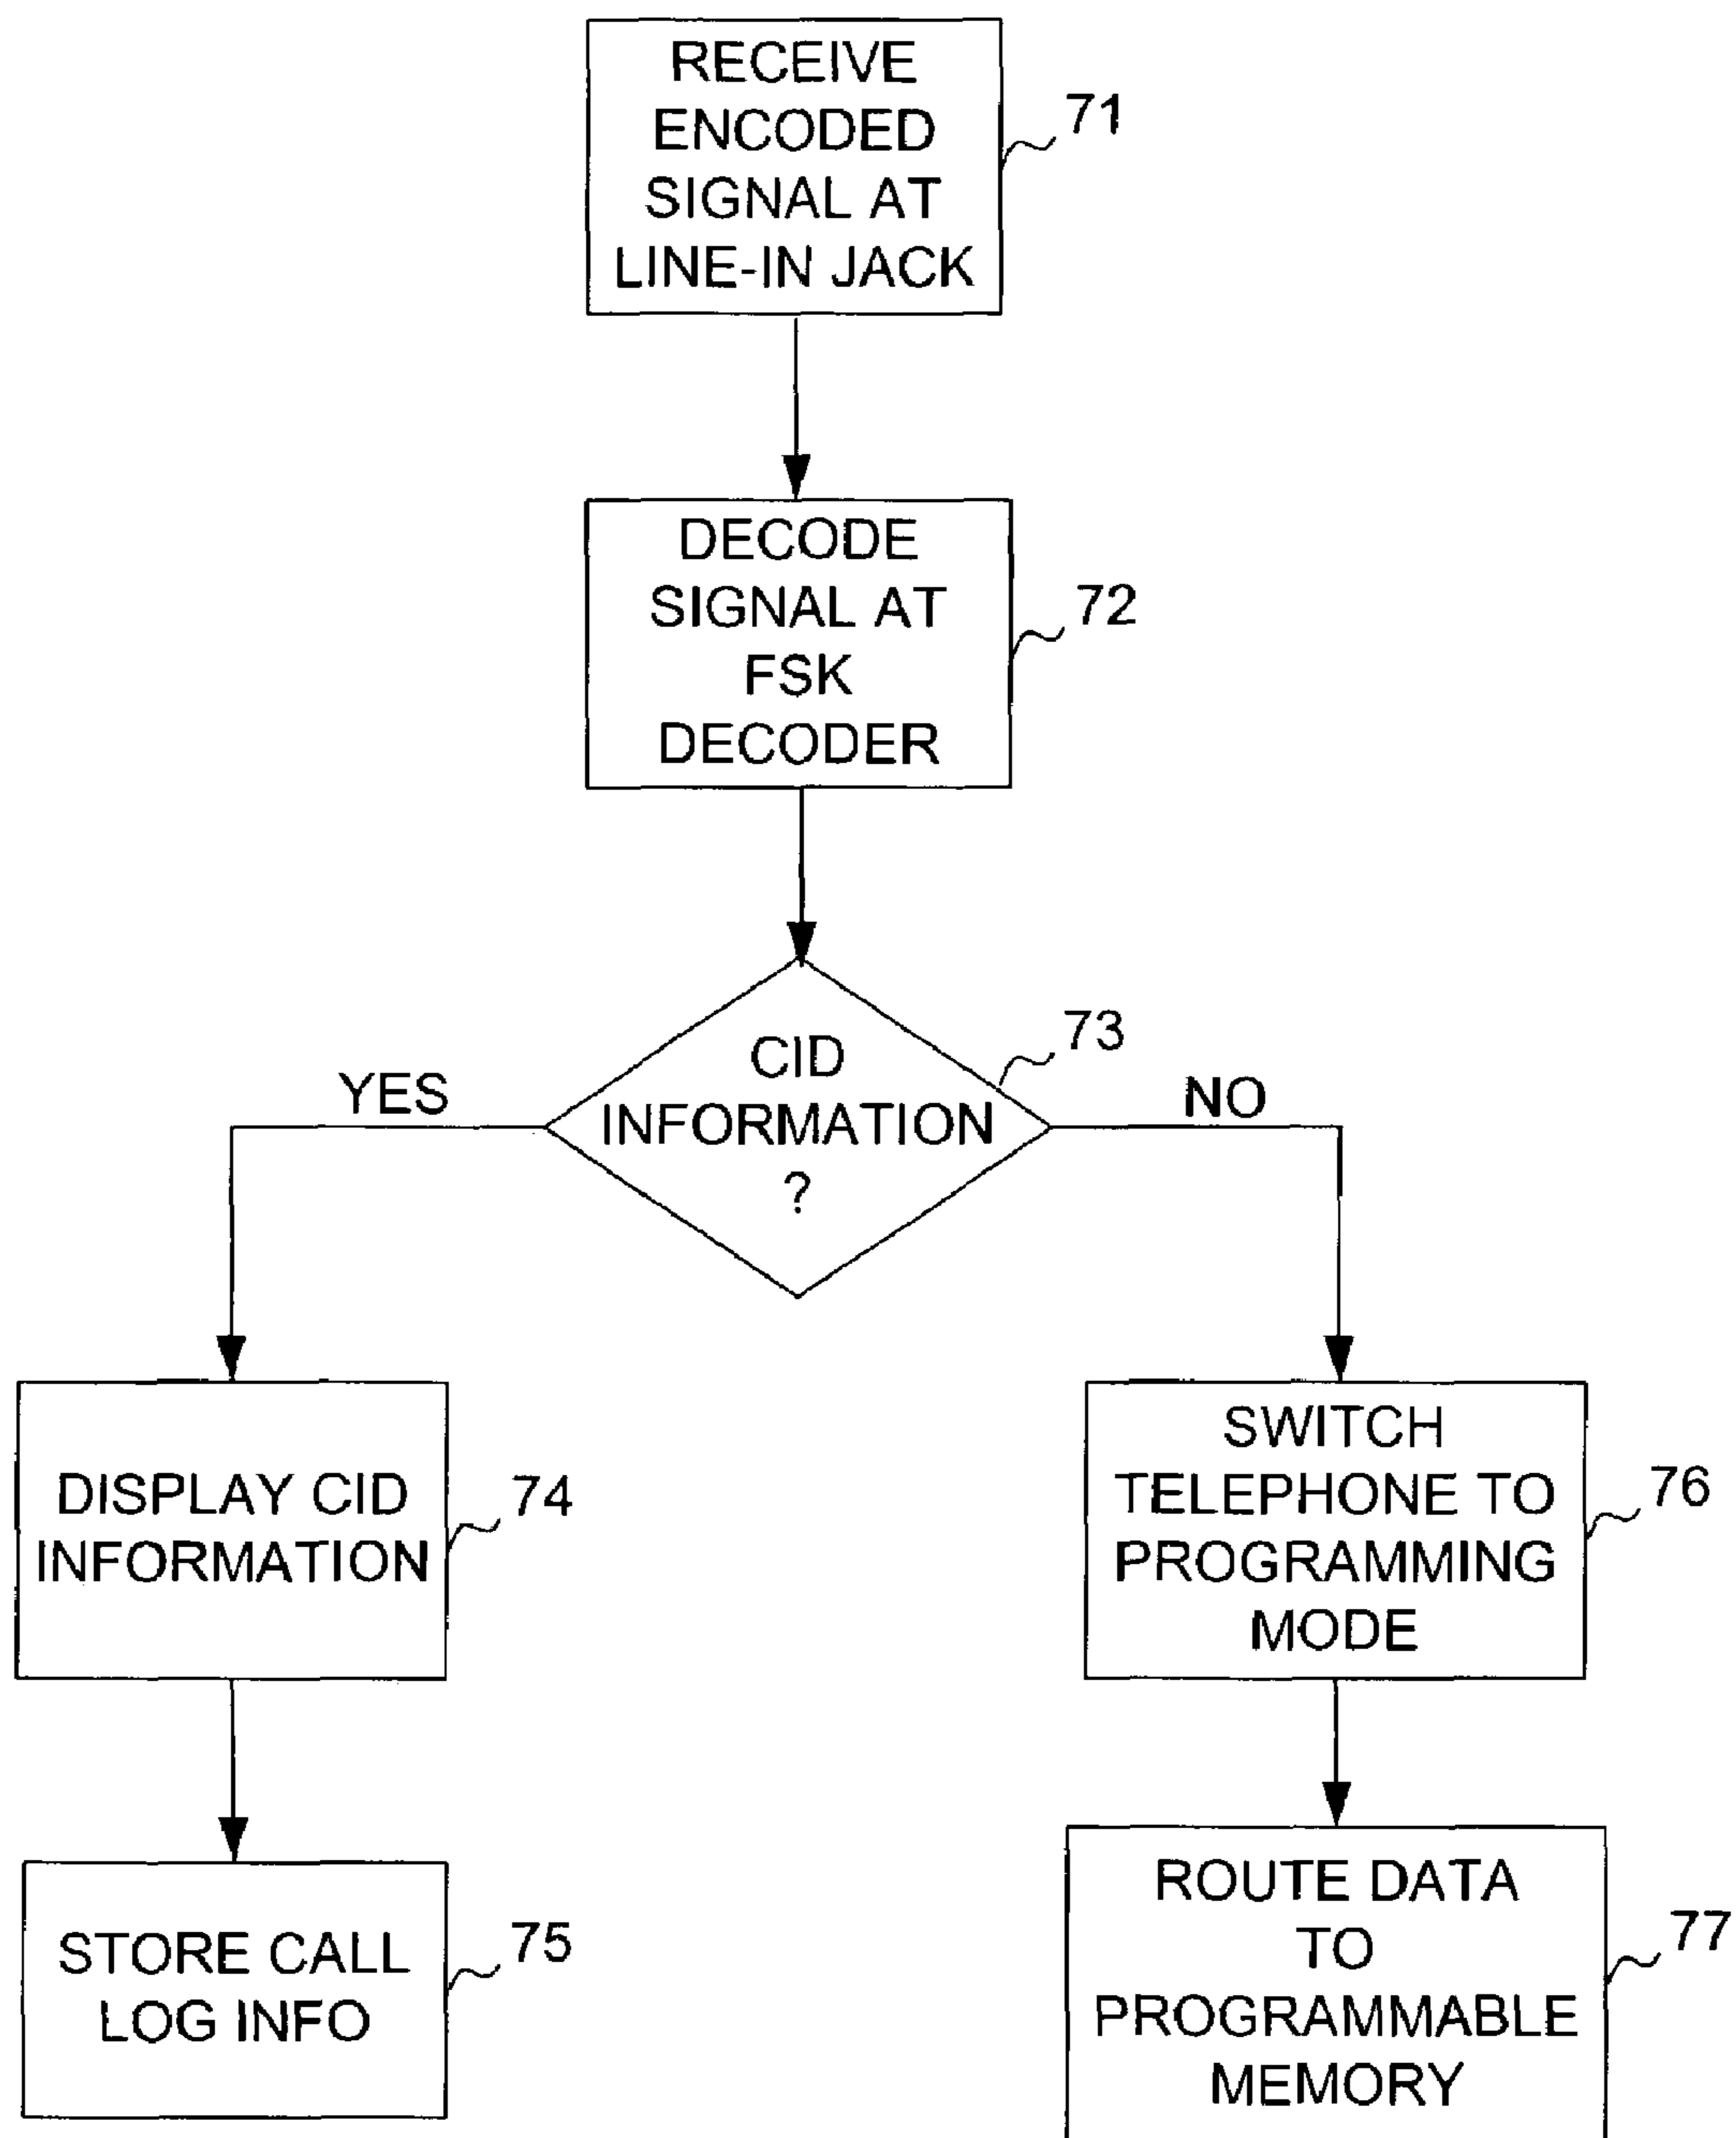 RECEIVE
ENCODED
SIGNAL AT
LINE-IN JACK
71
DECODE
SIGNAL AT
FSK
DECODER
72
CID
INFORMATION
?
73
YES
NO
DISPLAY CID
INFORMATION
74
STORE CALL
LOG INFO
75
SWITCH
TELEPHONE TO
PROGRAMMING
MODE
76
ROUTE DATA
TO
PROGRAMMABLE
MEMORY
77